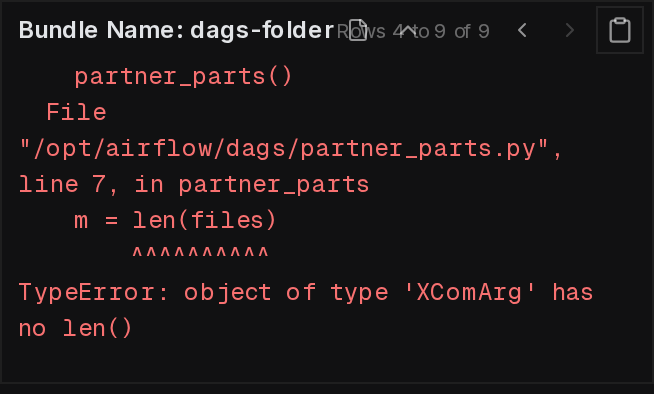 Bundle Name: dags-folder Rows 4 to 9 of 9
partner_parts()
File
"/opt/airflow/dags/partner_parts.py",
line 7, in partner_parts
m = len(files)
^^^^^^^^^^
TypeError: object of type 'XComArg' has
no len()